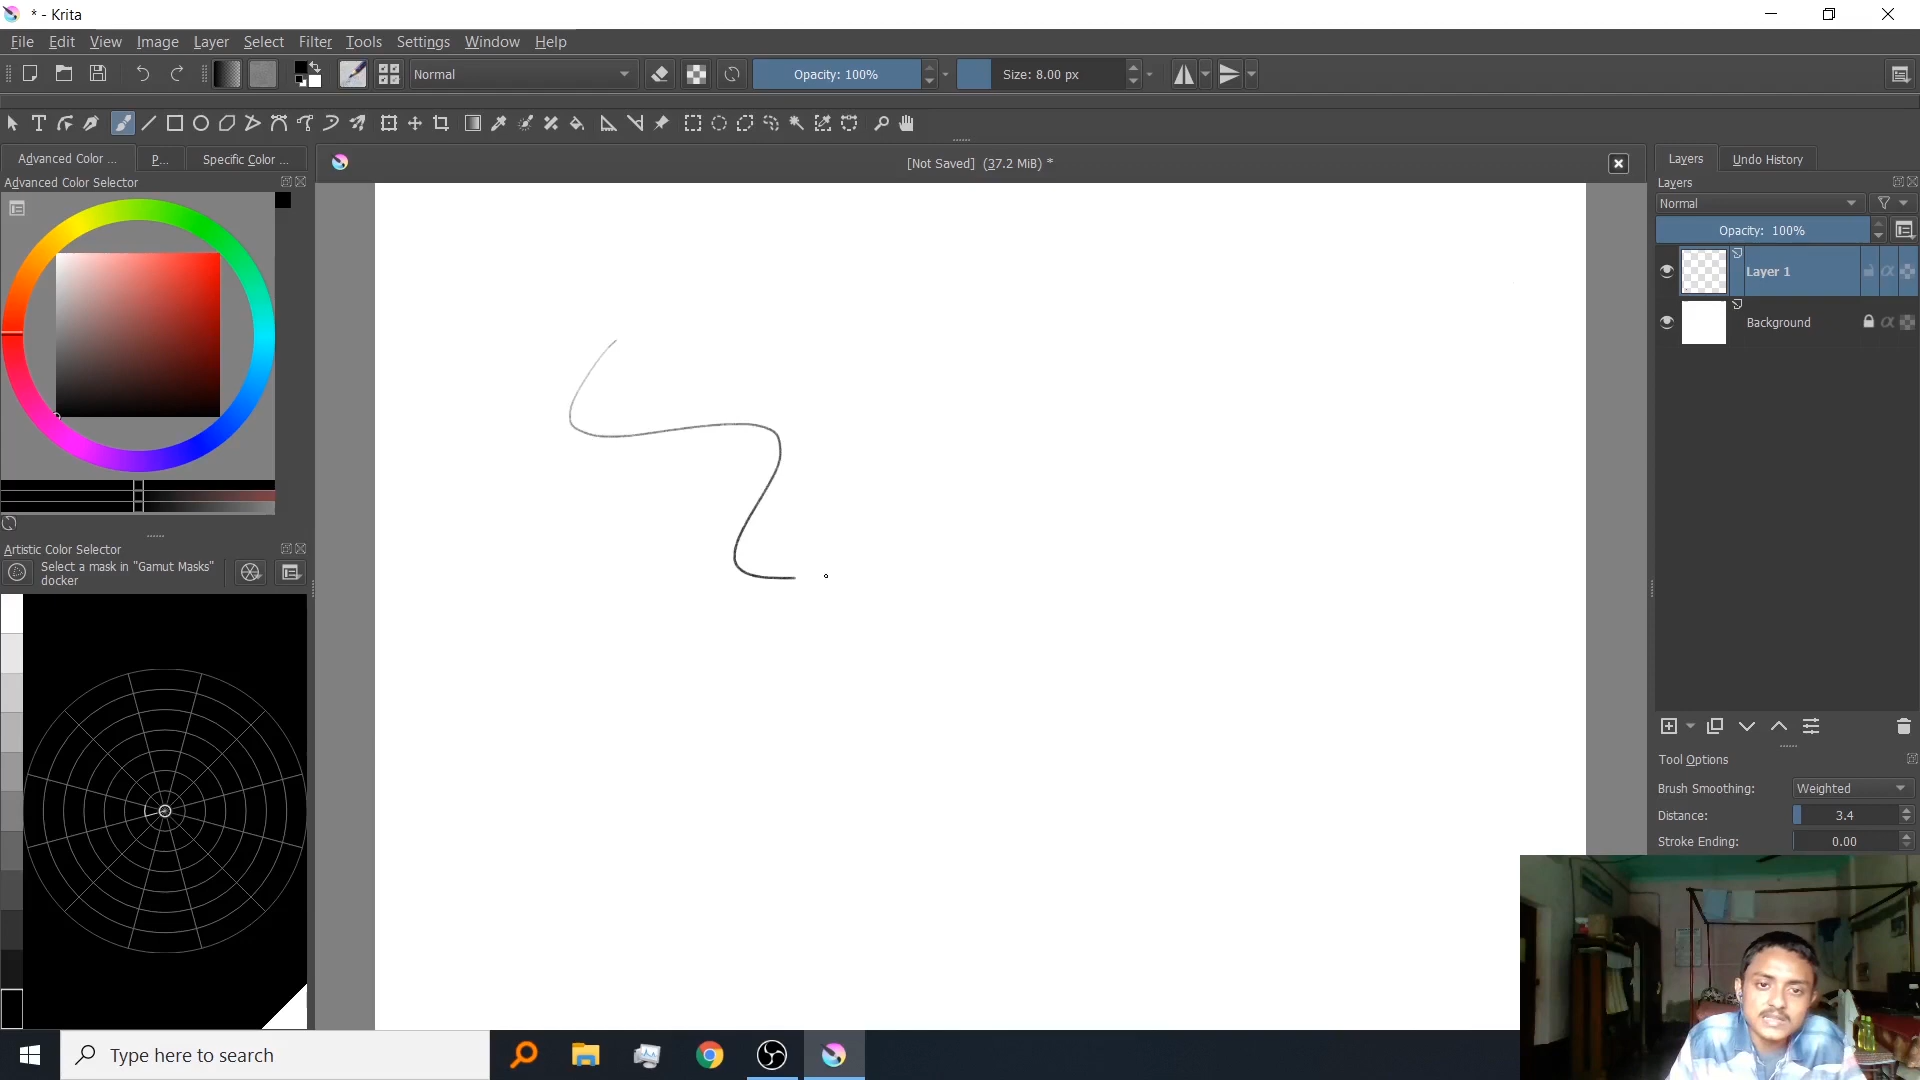 * - Krita
File Edit View Image Layer Select Filter Tools Settings Window Help
Normal
Opacity: 100%
Size: 8.00 px
Advanced Color ...
P...
Specific Color ...
Advanced Color Selector
[Not Saved] (37.2 MiB) *
Layers
Undo History
Layers
Normal
Opacity: 100%
Layer 1
Background
Artistic Color Selector
Select a mask in "Gamut Masks"
docker
Tool Options
Brush Smoothing: Weighted
Distance: 3.4
Stroke Ending: 0.00
Type here to search